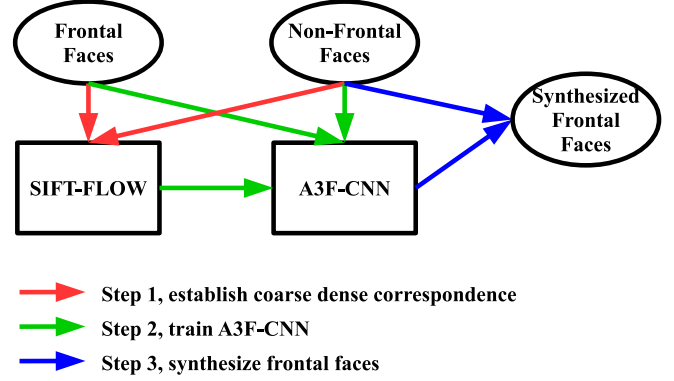 Frontal
Faces
Non-Frontal
Faces
Synthesized
Frontal
Faces
SIFT-FLOW
A3F-CNN
Step 1, establish coarse dense correspondence
Step 2, train A3F-CNN
Step 3, synthesize frontal faces